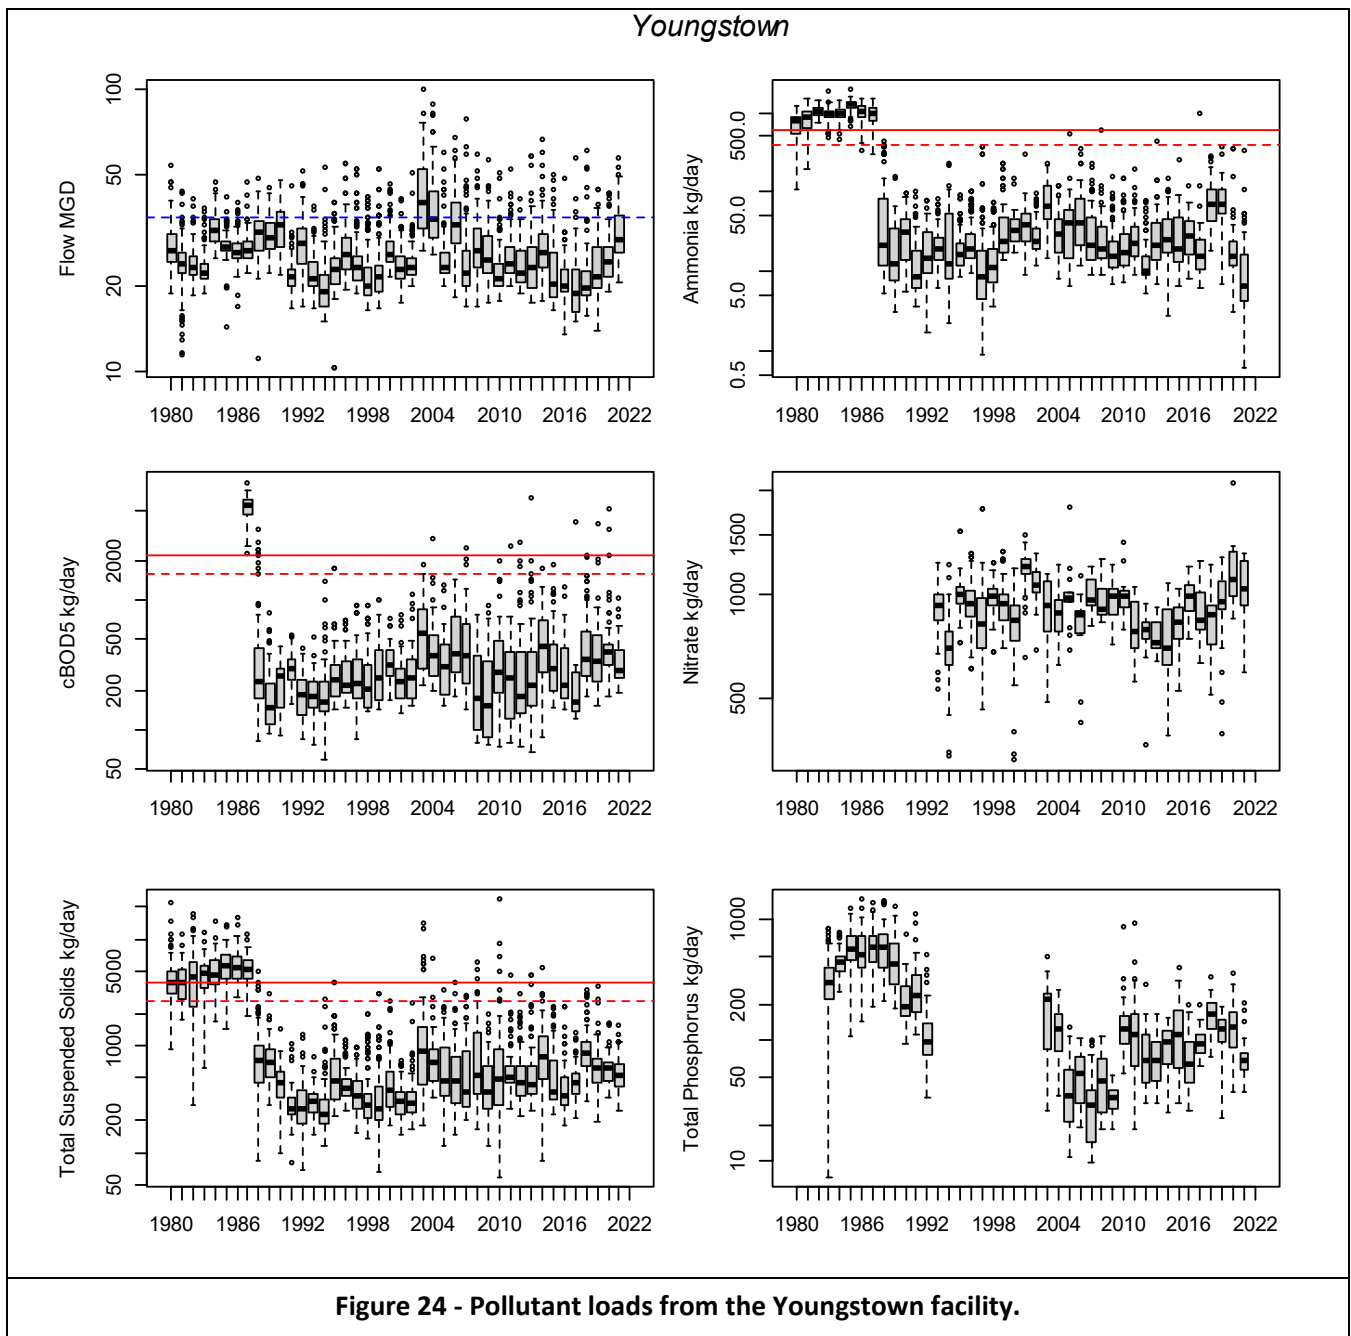 Youngstown
Flow MGD
100
50
20
10
1980 1986 1992 1998 2004 2010 2016 2022
Ammonia kg/day
500.0
50.0
5.0
0.5
1980 1986 1992 1998 2004 2010 2016 2022
cBOD5 kg/day
2000
500
200
50
1980 1986 1992 1998 2004 2010 2016 2022
Nitrate kg/day
1500
1000
500
1980 1986 1992 1998 2004 2010 2016 2022
Total Suspended Solids kg/day
5000
1000
200
50
1980 1986 1992 1998 2004 2010 2016 2022
Total Phosphorus kg/day
1000
200
50
10
1980 1986 1992 1998 2004 2010 2016 2022
Figure 24 - Pollutant loads from the Youngstown facility.